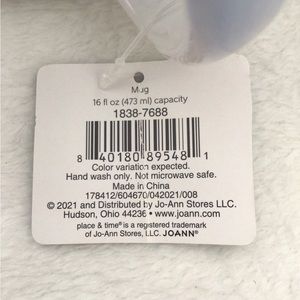 Mug
16 fl oz (473 ml) capacity
1838-7688
8 40180 89548 1
Color variation expected.
Hand wash only. Not microwave safe.
Made in China
178412/604670/042021/008
© 2021 and Distributed by Jo-Ann Stores LLC.
Hudson, Ohio 44236 • www.joann.com
place & time® is a registered trademark
of Jo-Ann Stores, LLC. JOANN®